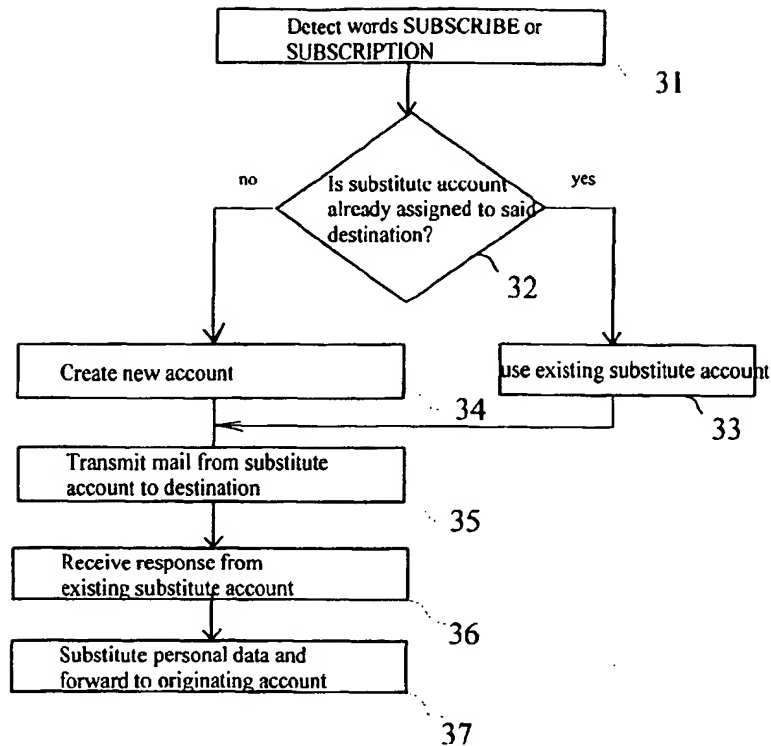 Detect words SUBSCRIBE or
SUBSCRIPTION
31
no
Is substitute account
already assigned to said
destination?
yes
32
Create new account
34
use existing substitute account
33
Transmit mail from substitute
account to destination
35
Receive response from
existing substitute account
36
Substitute personal data and
forward to originating account
37